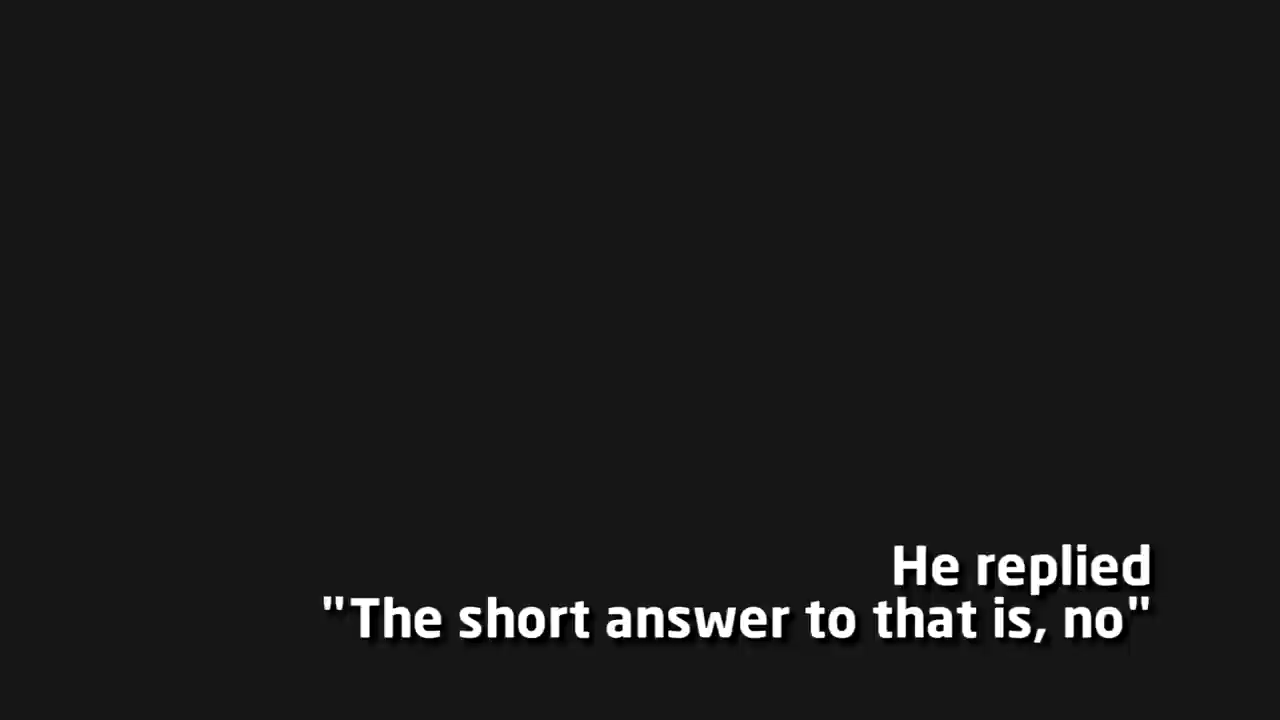 He replied
"The short answer to that is, no"